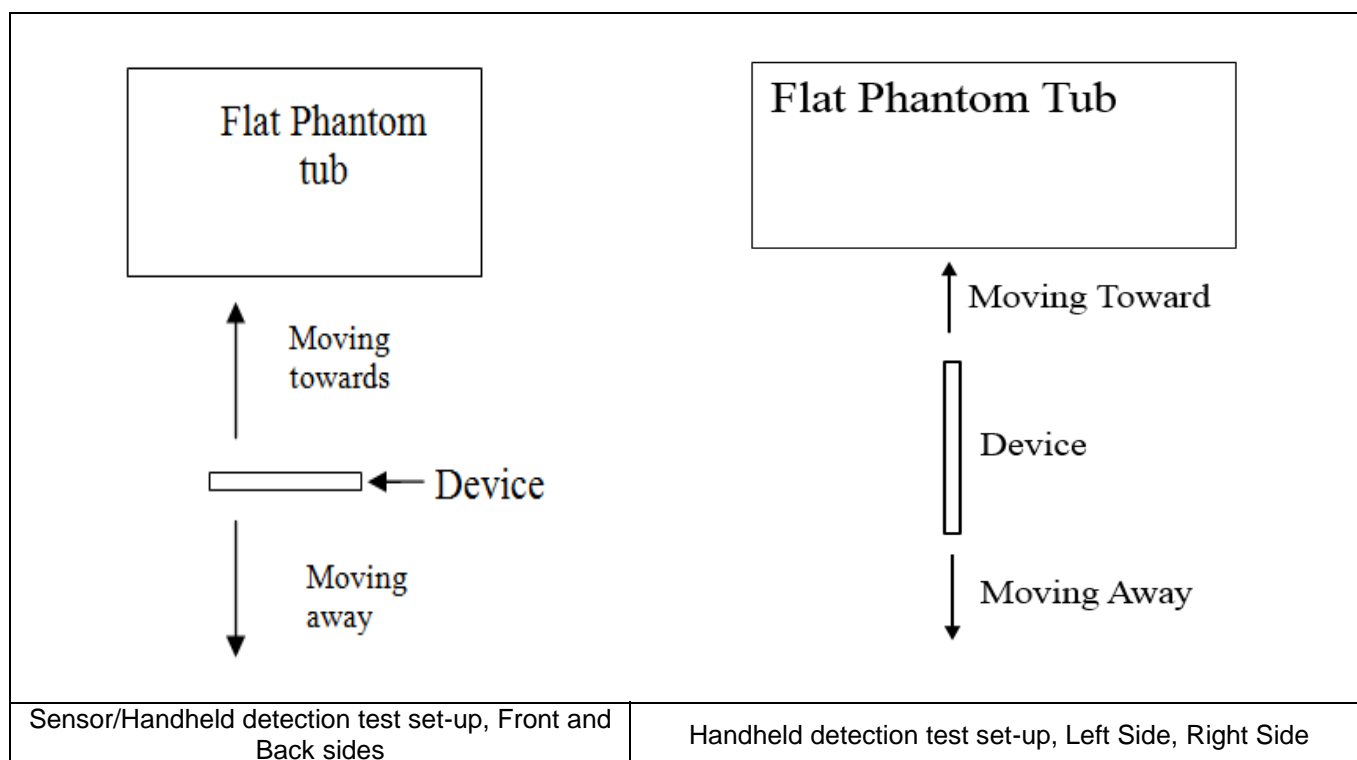 Flat Phantom
tub
Moving
towards
Device
Moving
away
Flat Phantom Tub
Moving Toward
Device
Moving Away
Sensor/Handheld detection test set-up, Front and
Back sides
Handheld detection test set-up, Left Side, Right Side